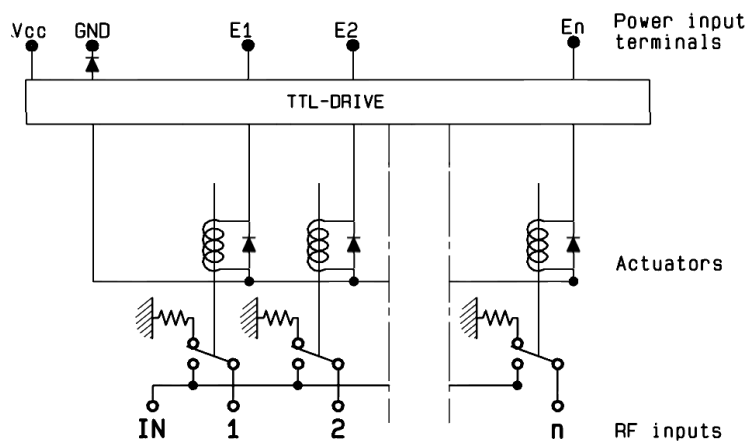 Vcc GND E1 E2 En Power input
terminals
TTL-DRIVE
Actuators
IN 1 2 n RF inputs